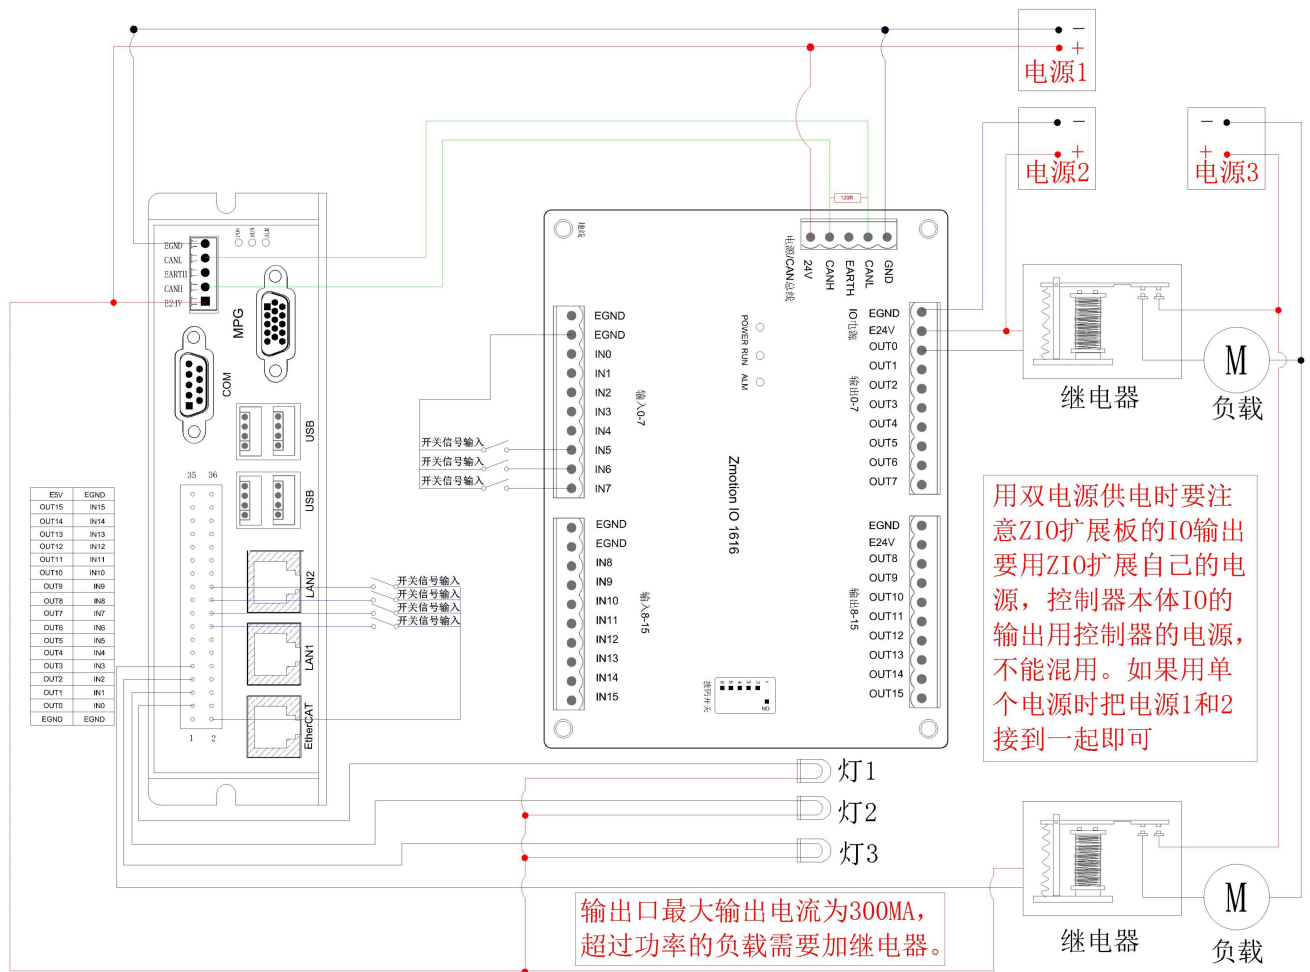 −
+
电源1
−
+
电源2
−
+
电源3
120R
地线
电源/CAN总线
24V
CANH
EARTH
CANL
GND
EGND
CANL
EARTH
CANH
E24V
MPG
COM
USB
USB
LAN2
LAN1
EtherCAT
35 36
1 2
E5V EGND
OUT15 IN15
OUT14 IN14
OUT13 IN13
OUT12 IN12
OUT11 IN11
OUT10 IN10
OUT9 IN9
OUT8 IN8
OUT7 IN7
OUT6 IN6
OUT5 IN5
OUT4 IN4
OUT3 IN3
OUT2 IN2
OUT1 IN1
OUT0 IN0
EGND EGND
开关信号输入
开关信号输入
开关信号输入
开关信号输入
开关信号输入
开关信号输入
开关信号输入
EGND
EGND
IN0
IN1
IN2
IN3
IN4
IN5
IN6
IN7
输入0-7
EGND
EGND
IN8
IN9
IN10
IN11
IN12
IN13
IN14
IN15
输入8-15
POWER
RUN
ALM
Zmotion IO 1616
拨码开关
6 5 4 3 2 1
ON
IO电源
EGND
E24V
OUT0
OUT1
OUT2
OUT3
OUT4
OUT5
OUT6
OUT7
输出0-7
EGND
E24V
OUT8
OUT9
OUT10
OUT11
OUT12
OUT13
OUT14
OUT15
输出8-15
继电器
M
负载
用双电源供电时要注
意ZIO扩展板的IO输出
要用ZIO扩展自己的电
源，控制器本体IO的
输出用控制器的电源，
不能混用。如果用单
个电源时把电源1和2
接到一起即可
灯1
灯2
灯3
输出口最大输出电流为300MA，
超过功率的负载需要加继电器。
继电器
M
负载